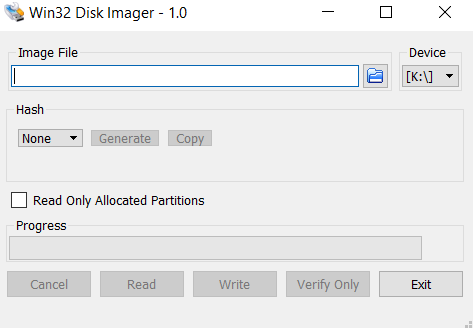 Win32 Disk Imager - 1.0
Image File
Device
[K:\]
Hash
None
Generate
Copy
Read Only Allocated Partitions
Progress
Cancel
Read
Write
Verify Only
Exit